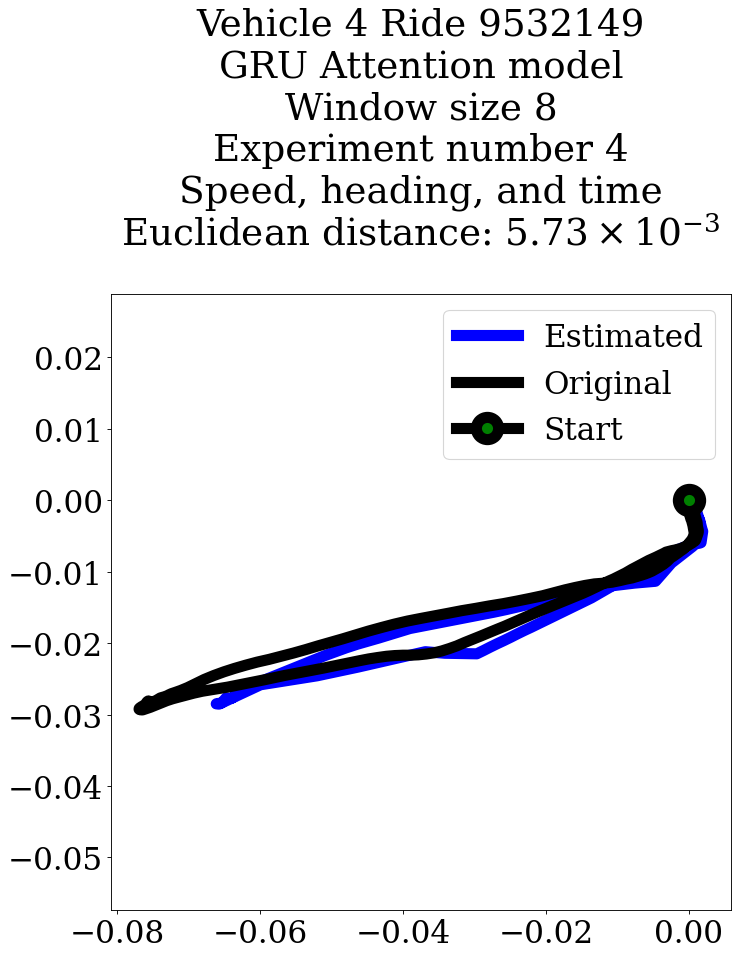 Vehicle 4 Ride 9532149
GRU Attention model
Window size 8
Experiment number 4
Speed, heading, and time
Euclidean distance: 5.73 × 10⁻³
Estimated
Original
Start
0.02
0.01
0.00
−0.01
−0.02
−0.03
−0.04
−0.05
−0.08 −0.06 −0.04 −0.02 0.00